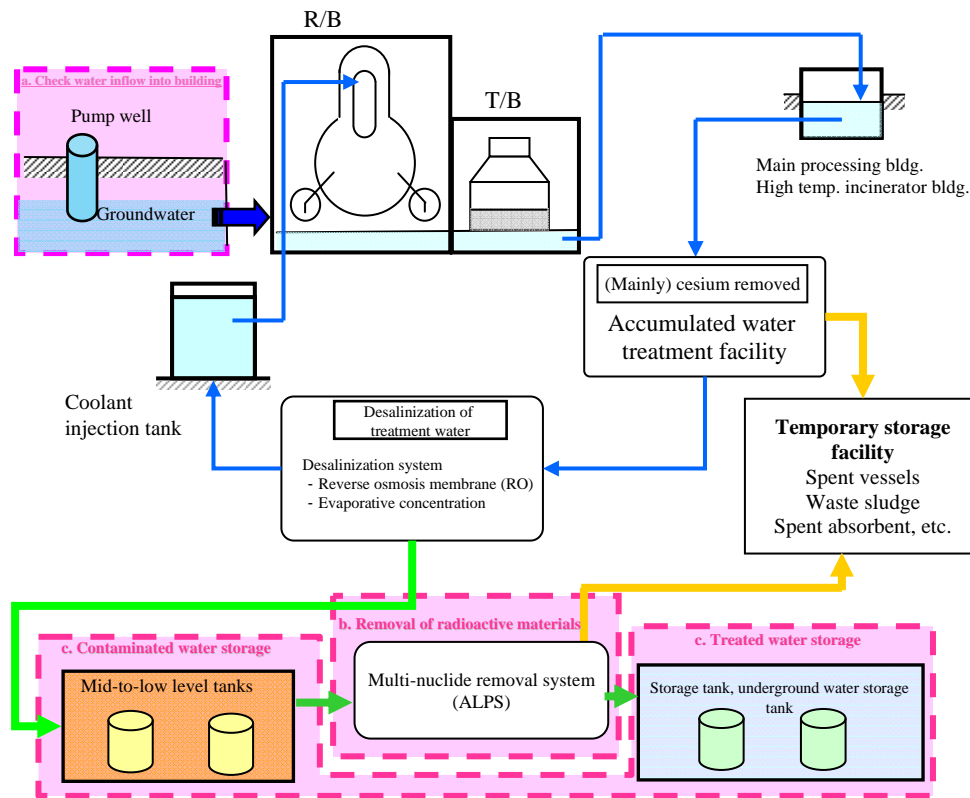 R/B
a. Check water inflow into building
Pump well
Groundwater
T/B
Main processing bldg.
High temp. incinerator bldg.
(Mainly) cesium removed
Accumulated water
treatment facility
Coolant
injection tank
Desalinization of
treatment water
Desalinization system
- Reverse osmosis membrane (RO)
- Evaporative concentration
Temporary storage
facility
Spent vessels
Waste sludge
Spent absorbent, etc.
c. Contaminated water storage
Mid-to-low level tanks
b. Removal of radioactive materials
Multi-nuclide removal system
(ALPS)
c. Treated water storage
Storage tank, underground water storage
tank